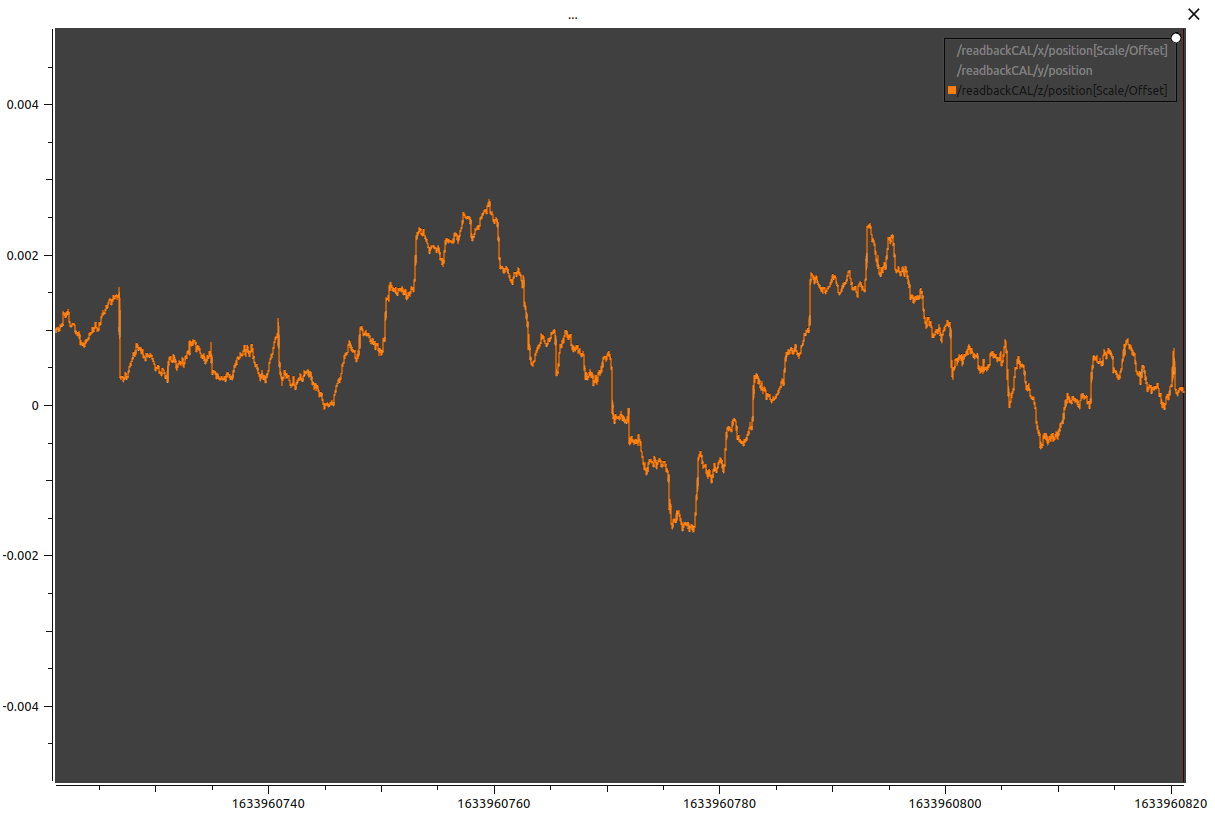 ...
/readbackCAL/x/position[Scale/Offset]
/readbackCAL/y/position
/readbackCAL/z/position[Scale/Offset]
0.004
0.002
0
-0.002
-0.004
1633960740 1633960760 1633960780 1633960800 1633960820